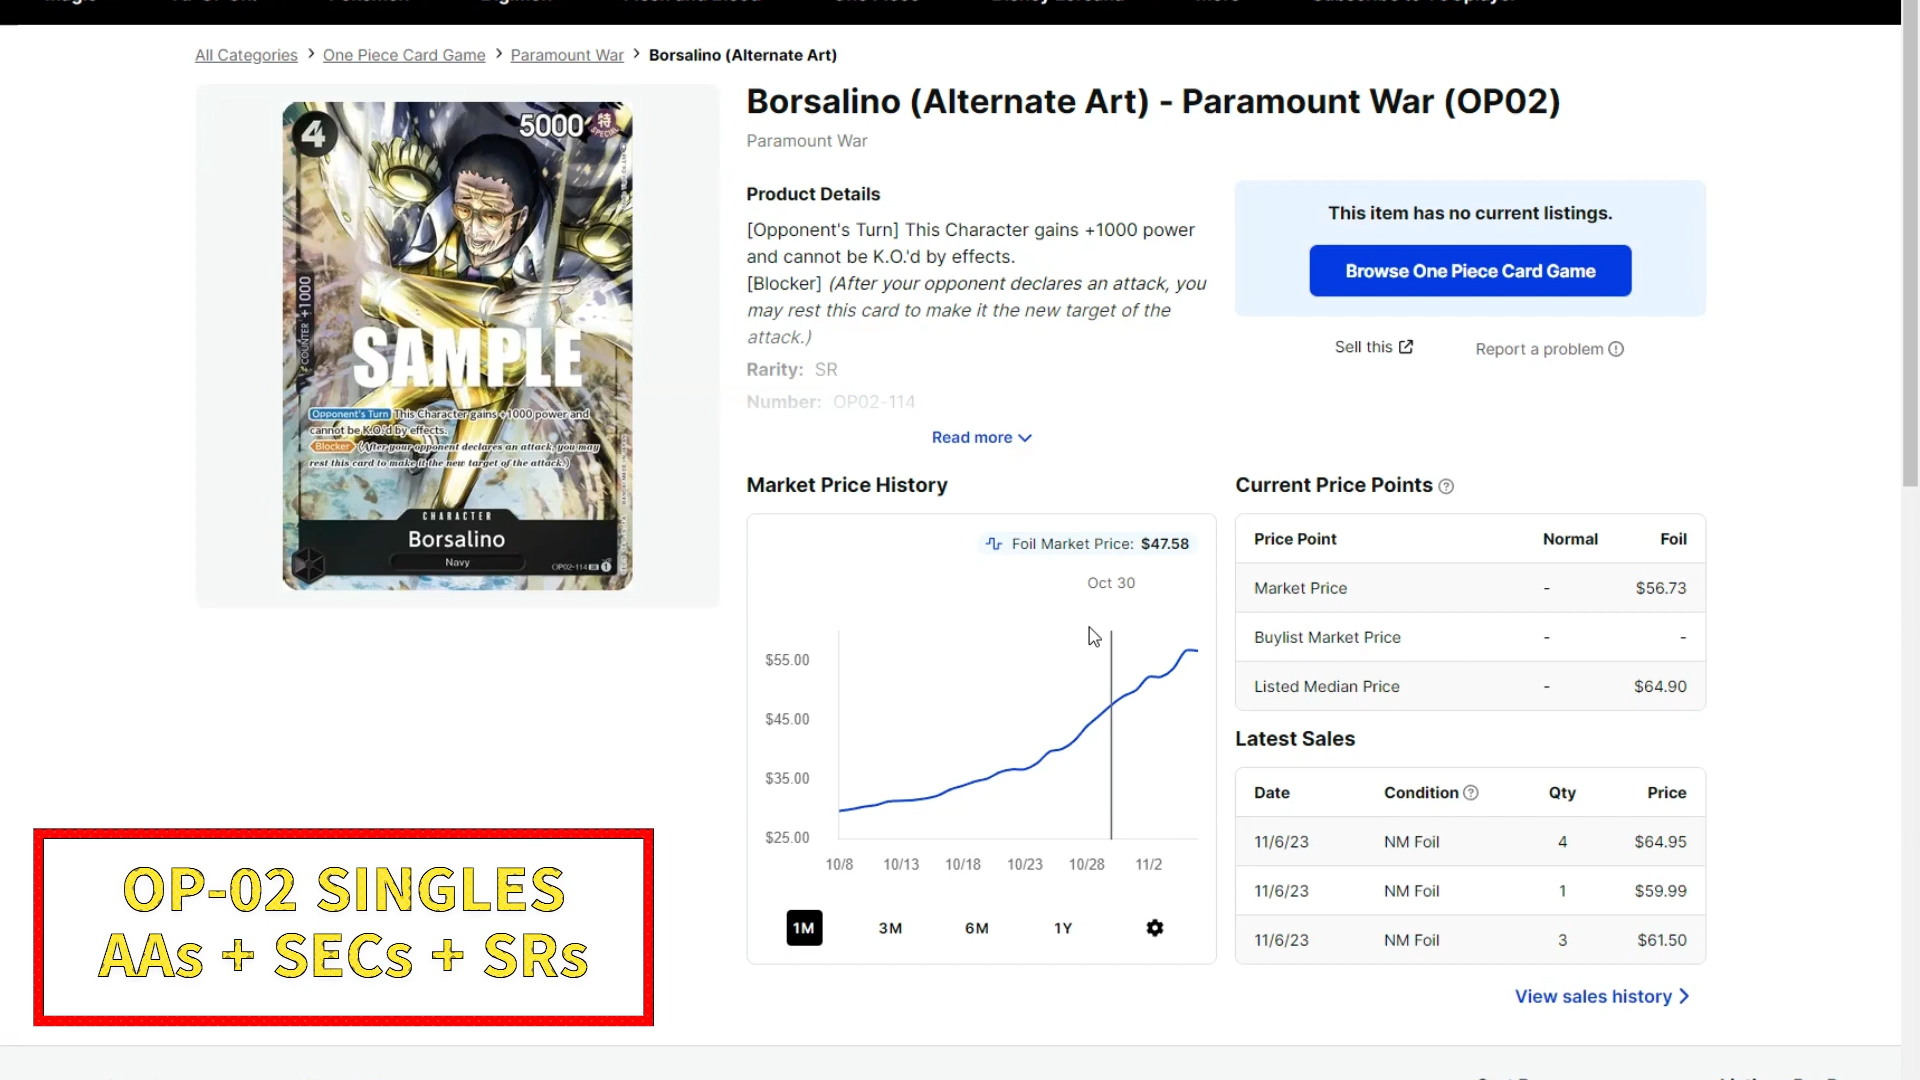 All Categories > One Piece Card Game > Paramount War > Borsalino (Alternate Art)
4
5000
特
SPECIAL
COUNTER +1000
SAMPLE
Opponent's Turn This Character gains +1000 power and
cannot be K.O.'d by effects.
Blocker (After your opponent declares an attack, you may
rest this card to make it the new target of the attack.)
CHARACTER
Borsalino
Navy
OP02-114 SR 1
Borsalino (Alternate Art) - Paramount War (OP02)
Paramount War
Product Details
[Opponent's Turn] This Character gains +1000 power
and cannot be K.O.'d by effects.
[Blocker] (After your opponent declares an attack, you
may rest this card to make it the new target of the
attack.)
Rarity: SR
Number: OP02-114
Read more
This item has no current listings.
Browse One Piece Card Game
Sell this
Report a problem
Market Price History
Foil Market Price: $47.58
Oct 30
$55.00
$45.00
$35.00
$25.00
10/8 10/13 10/18 10/23 10/28 11/2
1M 3M 6M 1Y
Current Price Points
Price Point Normal Foil
Market Price - $56.73
Buylist Market Price - -
Listed Median Price - $64.90
Latest Sales
Date Condition Qty Price
11/6/23 NM Foil 4 $64.95
11/6/23 NM Foil 1 $59.99
11/6/23 NM Foil 3 $61.50
View sales history
OP-02 SINGLES
AAs + SECs + SRs